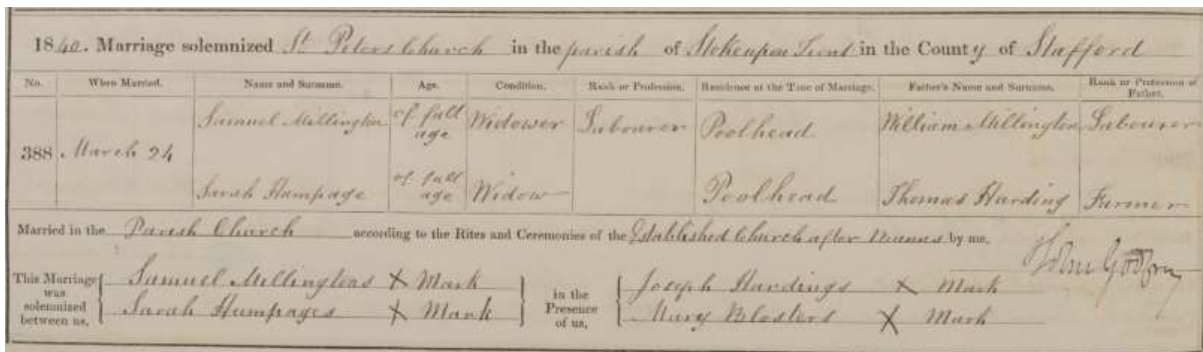 1840. Marriage solemnized St. Peters Church in the parish of Stoke upon Trent in the County of Stafford
No. When Married. Name and Surname. Age. Condition. Rank or Profession. Residence at the Time of Marriage. Father's Name and Surname. Rank or Profession of Father.
388 March 24 Samuel Millington of full age Widower Labourer Poolhead William Millington Labourer
Sarah Humpage of full age Widow Poolhead Thomas Harding Farmer
Married in the Parish Church according to the Rites and Ceremonies of the Established Church after by me,
This Marriage was solemnized between us, Samuel Millingtons X Mark in the Presence of us, Joseph Hardings X Mark
Sarah Humpages X Mark Mary Blosters X Mark